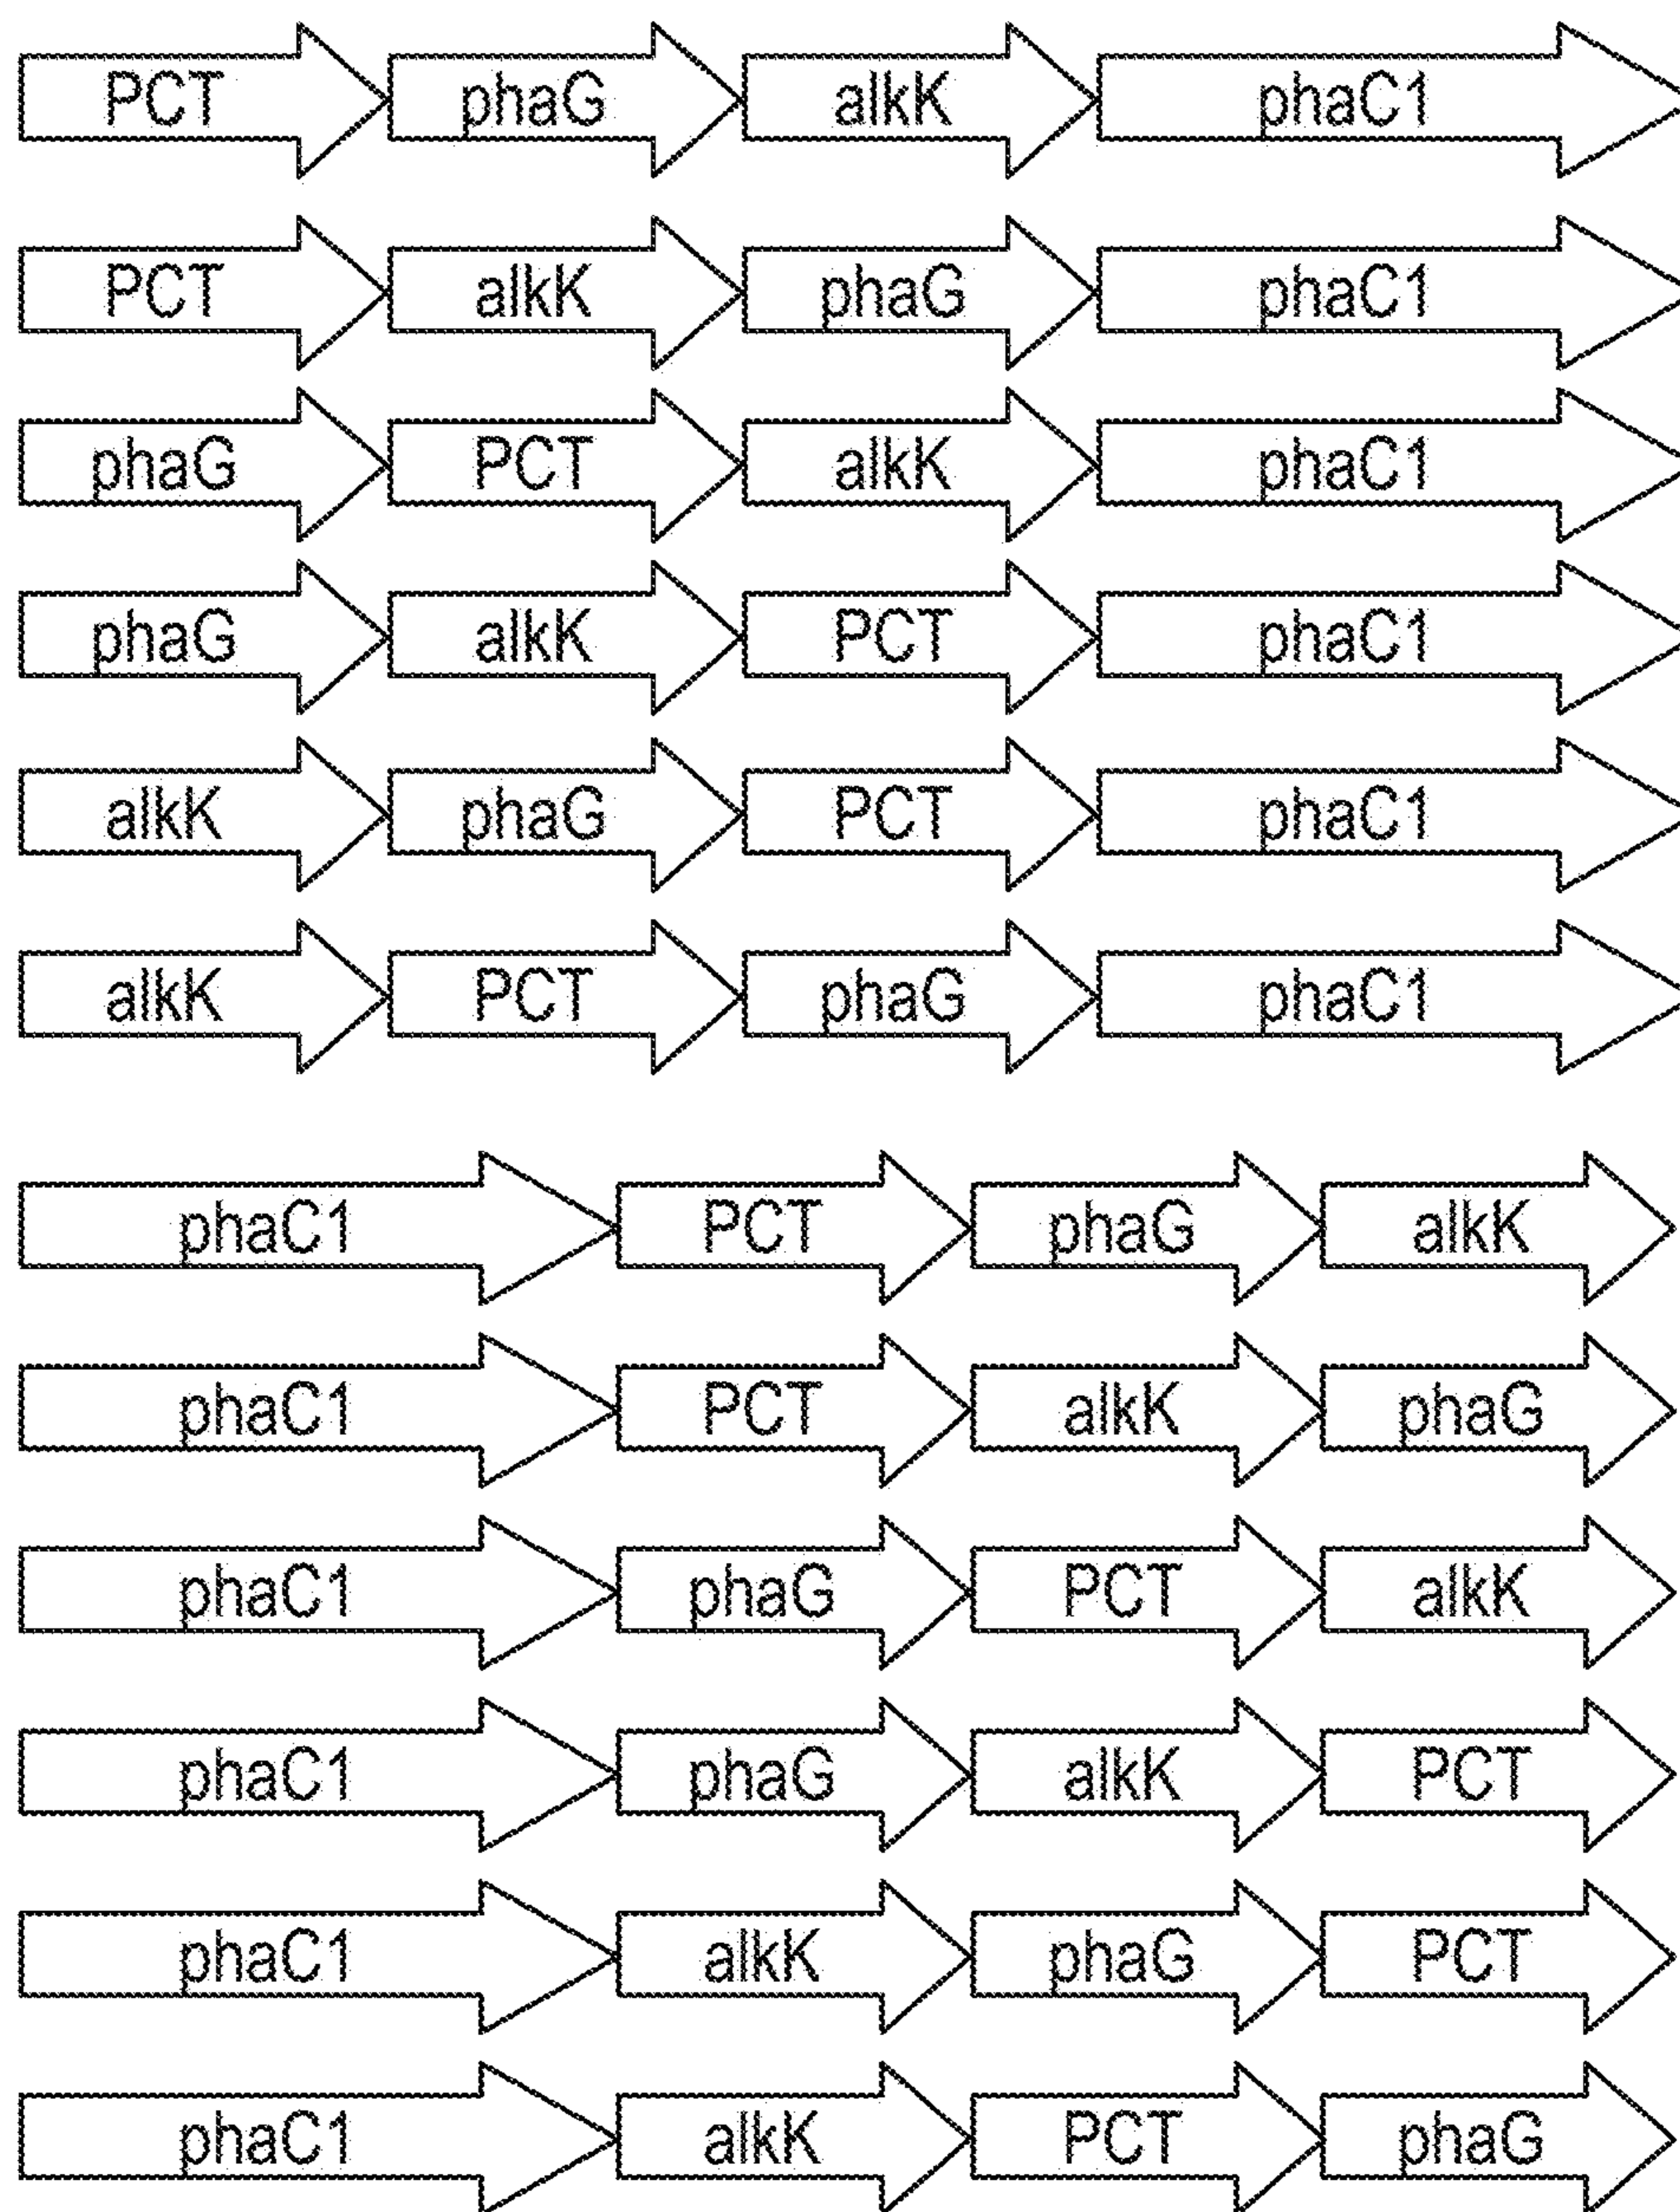 PCT phaG alkK phaC1
PCT alkK phaG phaC1
phaG PCT alkK phaC1
phaG alkK PCT phaC1
alkK phaG PCT phaC1
alkK PCT phaG phaC1
phaC1 PCT phaG alkK
phaC1 PCT alkK phaG
phaC1 phaG PCT alkK
phaC1 phaG alkK PCT
phaC1 alkK phaG PCT
phaC1 alkK PCT phaG